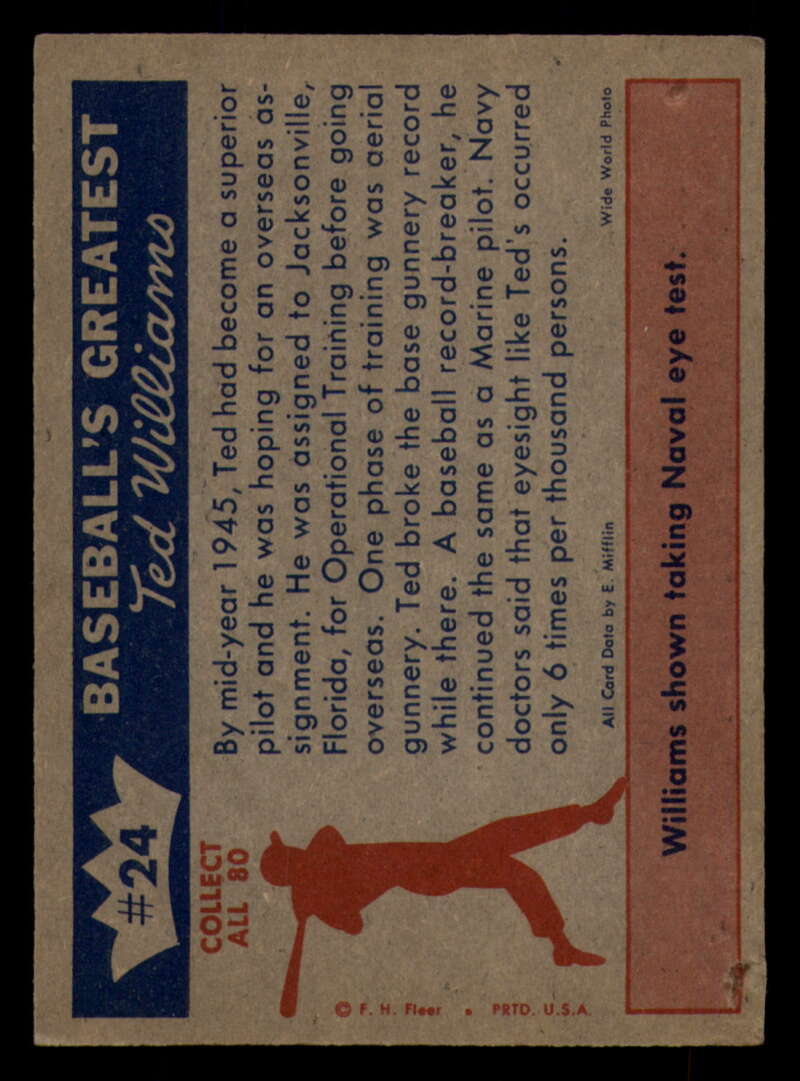 #24
BASEBALL'S GREATEST
Ted Williams
COLLECT
ALL 80
By mid-year 1945, Ted had become a superior
pilot and he was hoping for an overseas as-
signment. He was assigned to Jacksonville,
Florida, for Operational Training before going
overseas. One phase of training was aerial
gunnery. Ted broke the base gunnery record
while there. A baseball record-breaker, he
continued the same as a Marine pilot. Navy
doctors said that eyesight like Ted's occurred
only 6 times per thousand persons.
All Card Data by E. Mifflin
Wide World Photo
© F. H. Fleer • PRTD. U.S.A.
Williams shown taking Naval eye test.